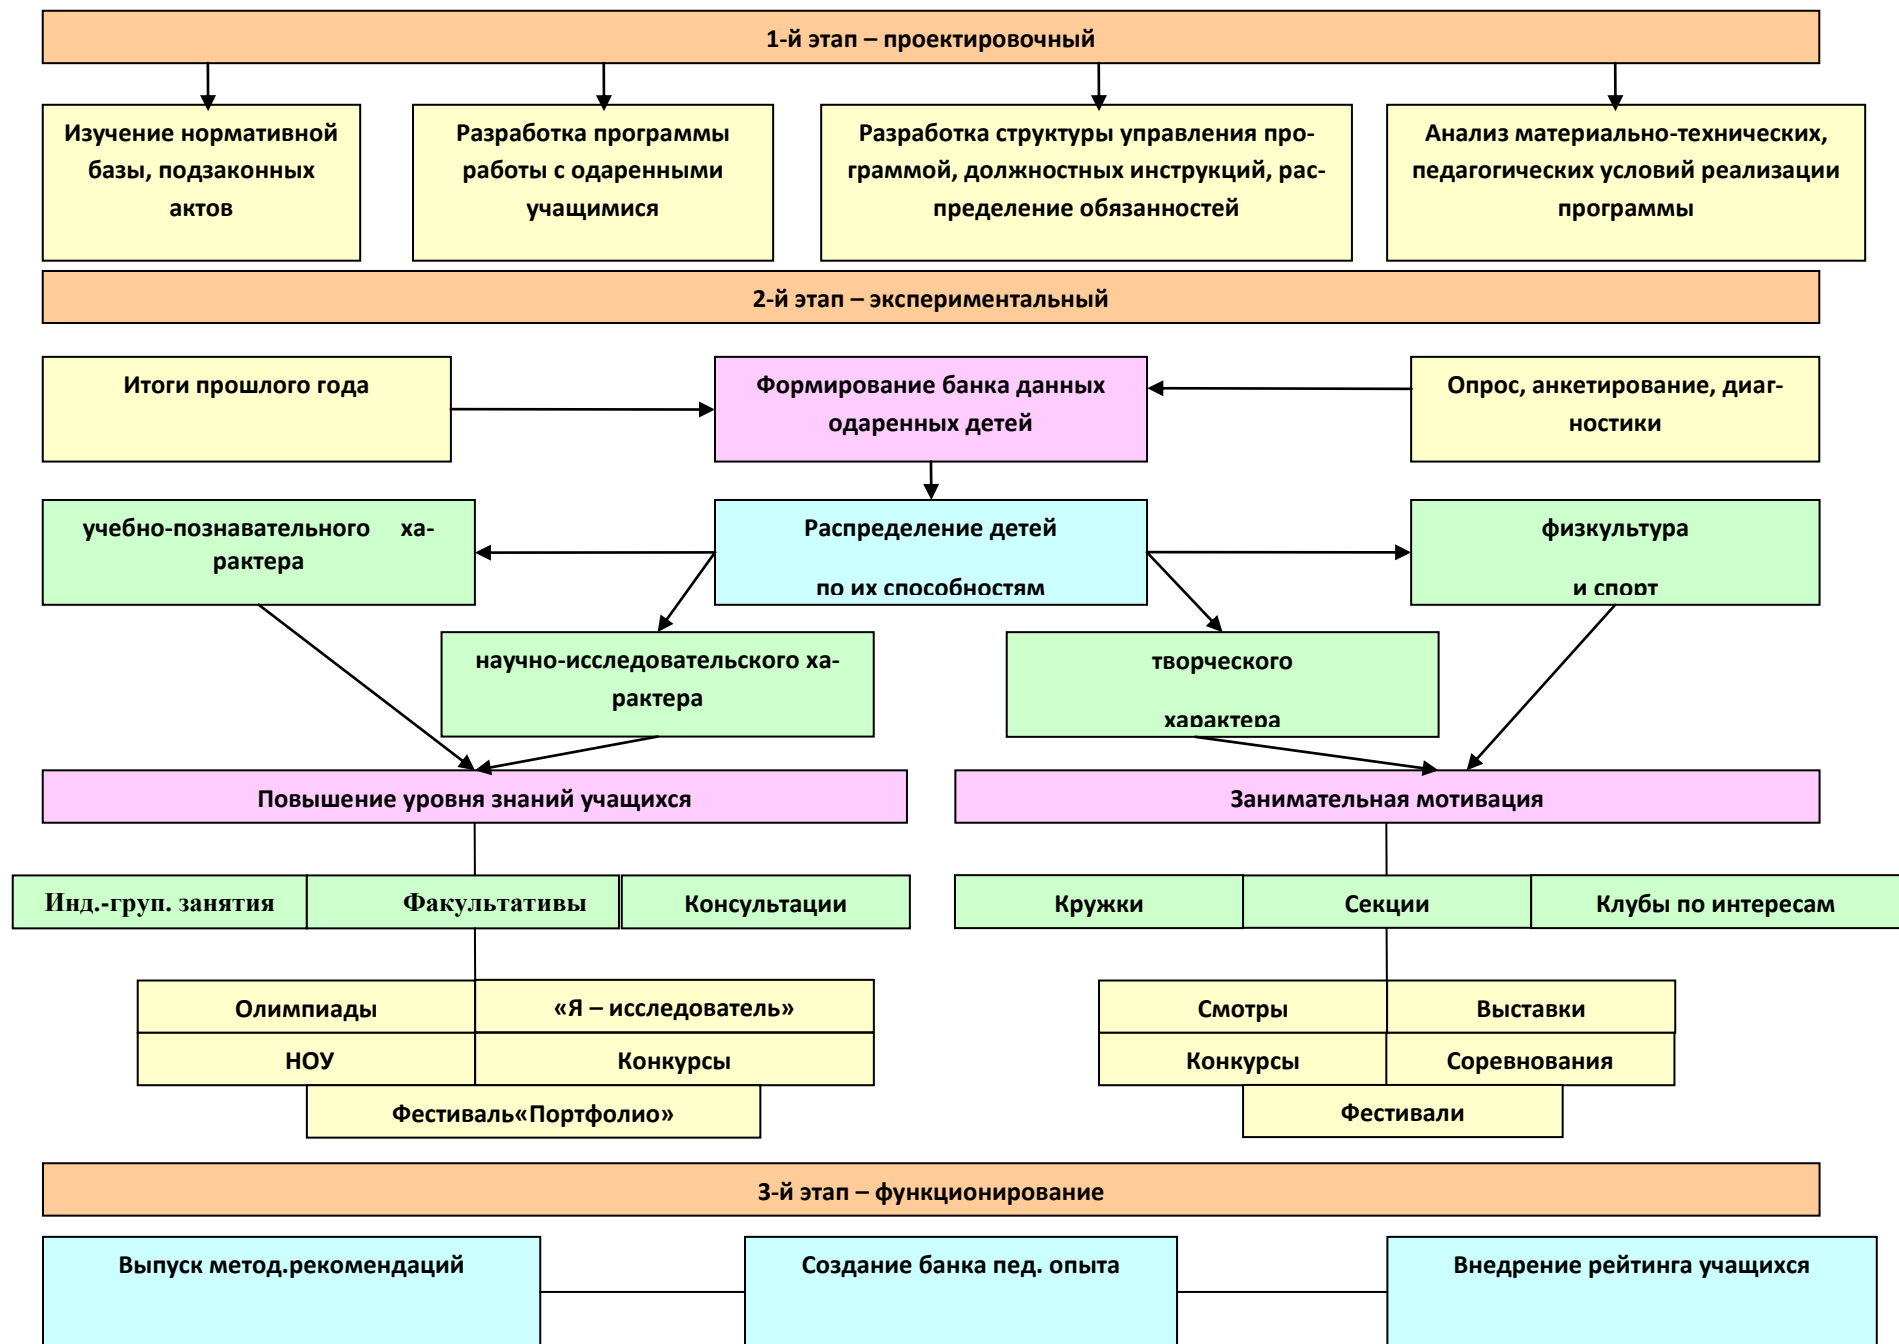 1-й этап – проектировочный
Изучение нормативной
базы, подзаконных
актов
Разработка программы
работы с одаренными
учащимися
Разработка структуры управления про-
граммой, должностных инструкций, рас-
пределение обязанностей
Анализ материально-технических,
педагогических условий реализации
программы
2-й этап – экспериментальный
Итоги прошлого года
Формирование банка данных
одаренных детей
Опрос, анкетирование, диаг-
ностики
учебно-познавательного ха-
рактера
Распределение детей
по их способностям
физкультура
и спорт
научно-исследовательского ха-
рактера
творческого
характера
Повышение уровня знаний учащихся
Занимательная мотивация
Инд.-груп. занятия
Факультативы
Консультации
Кружки
Секции
Клубы по интересам
Олимпиады
«Я – исследователь»
НОУ
Конкурсы
Фестиваль«Портфолио»
Смотры
Выставки
Конкурсы
Соревнования
Фестивали
3-й этап – функционирование
Выпуск метод.рекомендаций
Создание банка пед. опыта
Внедрение рейтинга учащихся